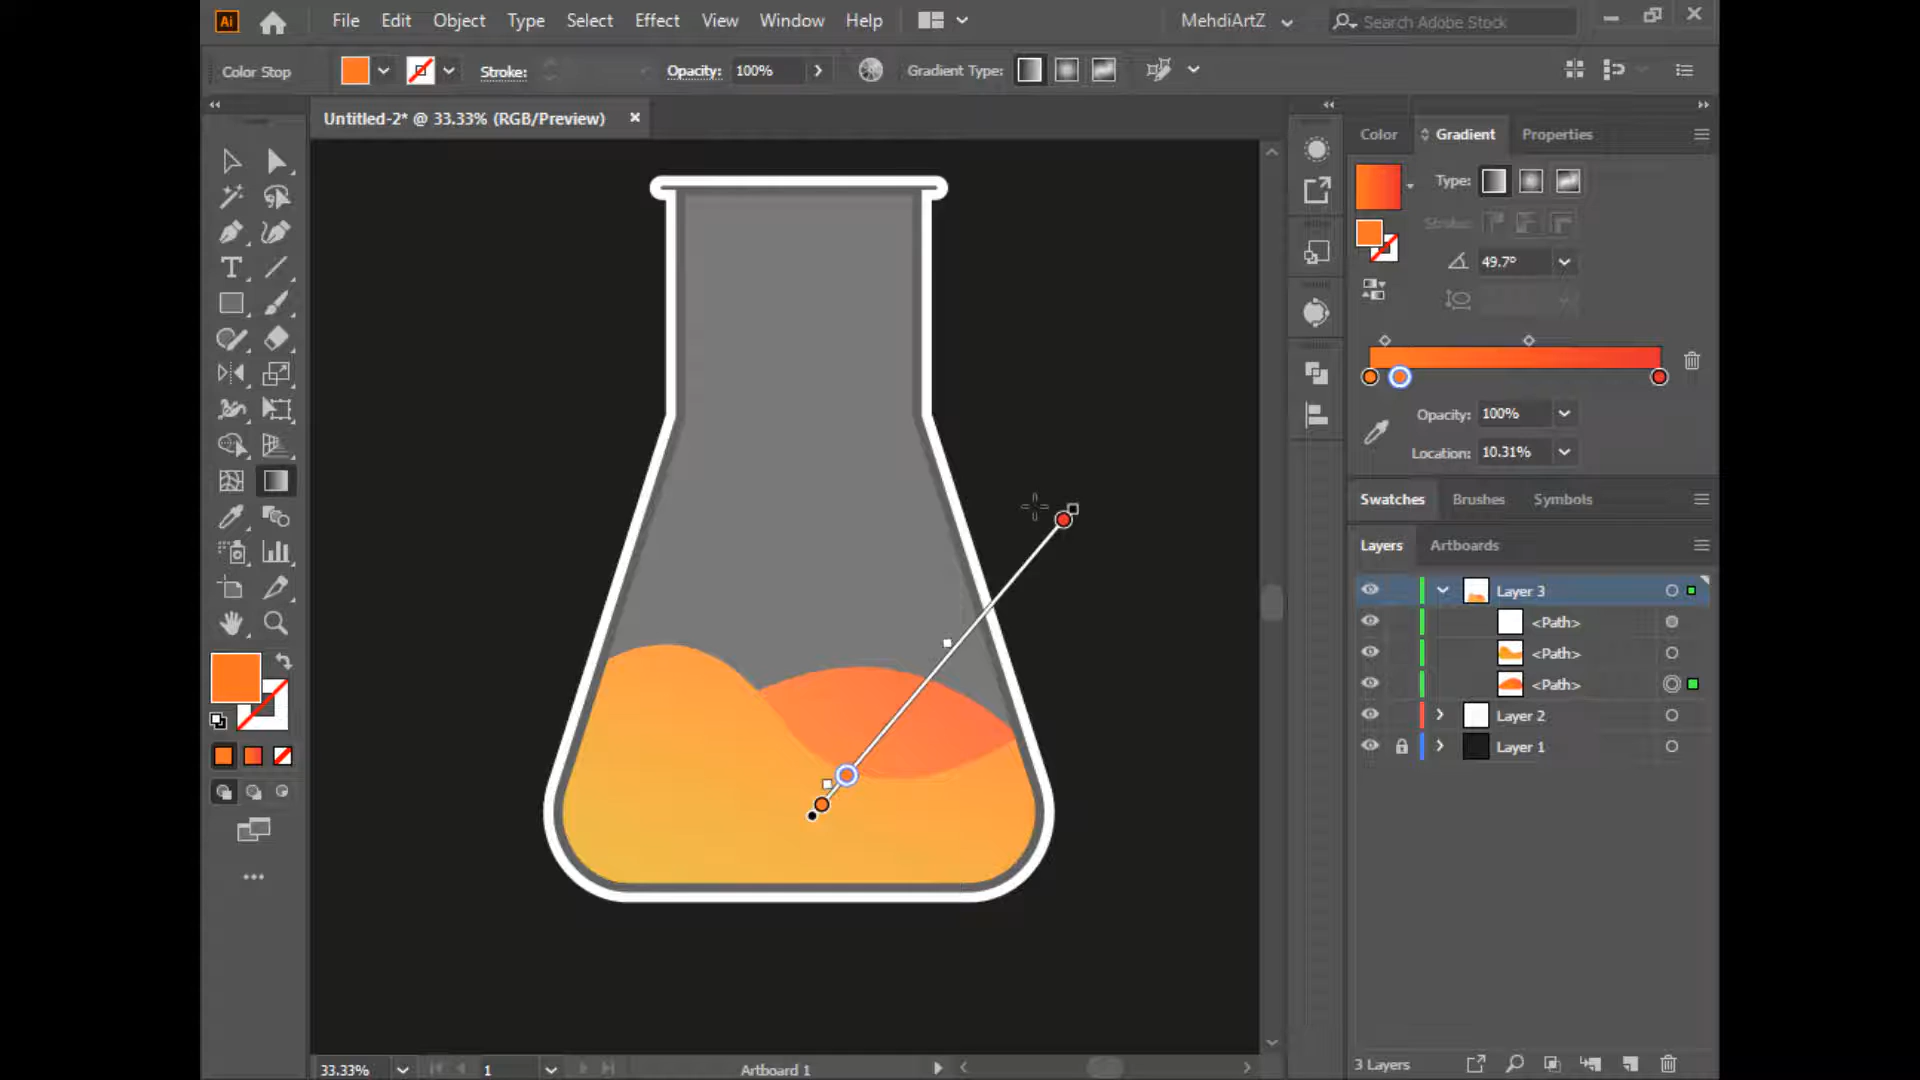 Ai File Edit Object Type Select Effect View Window Help MehdiArtZ Search Adobe Stock
Color Stop Stroke: Opacity: 100% Gradient Type:
Untitled-2* @ 33.33% (RGB/Preview)
Color Gradient Properties
Type:
Stroke:
49.7°
Opacity: 100%
Location: 10.31%
Swatches Brushes Symbols
Layers Artboards
Layer 3
<Path>
<Path>
<Path>
Layer 2
Layer 1
33.33% 1 Artboard 1 3 Layers